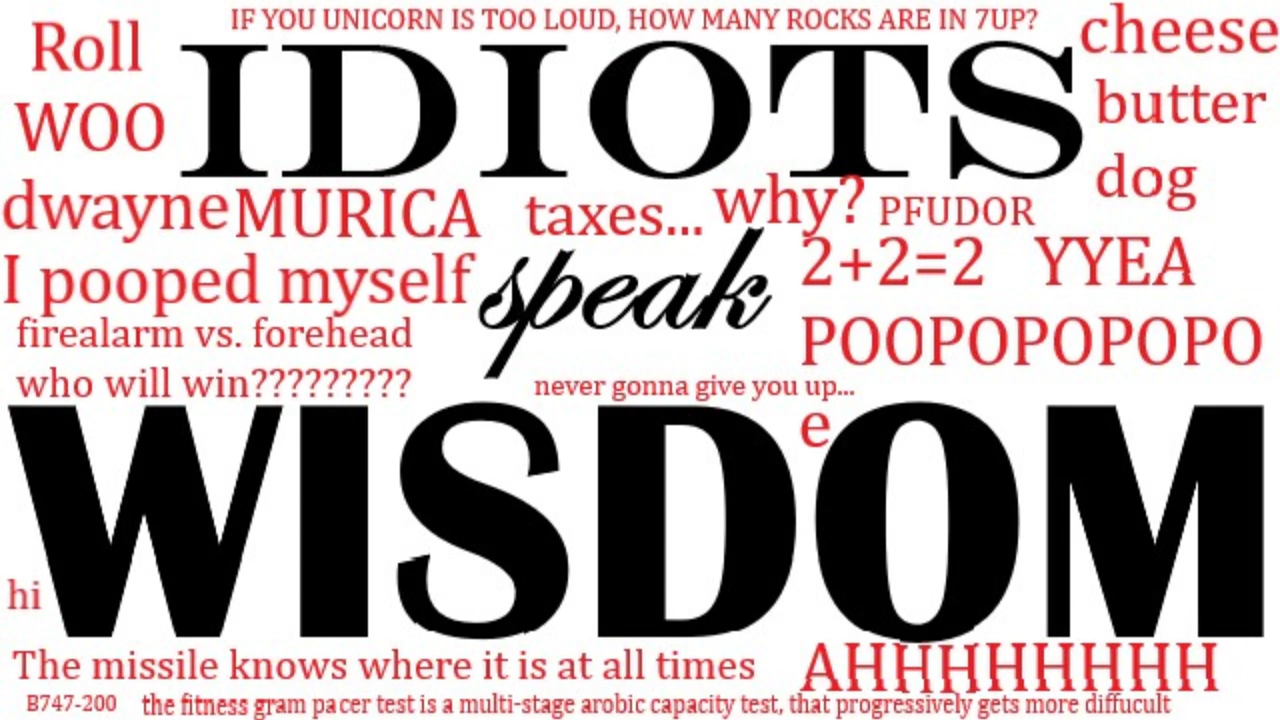 IF YOU UNICORN IS TOO LOUD, HOW MANY ROCKS ARE IN 7UP?
Roll
IDIOTS
cheese
WOO
butter
dog
dwayne
MURICA
taxes...
why?
PFUDOR
I pooped myself
speak
2+2=2
YYEA
firealarm vs. forehead
POOPOPOPOPO
who will win?????????
never gonna give you up...
e
WISDOM
hi
The missile knows where it is at all times
AHHHHHHHH
B747-200
the fitness gram pacer test is a multi-stage arobic capacity test, that progressively gets more diffucult